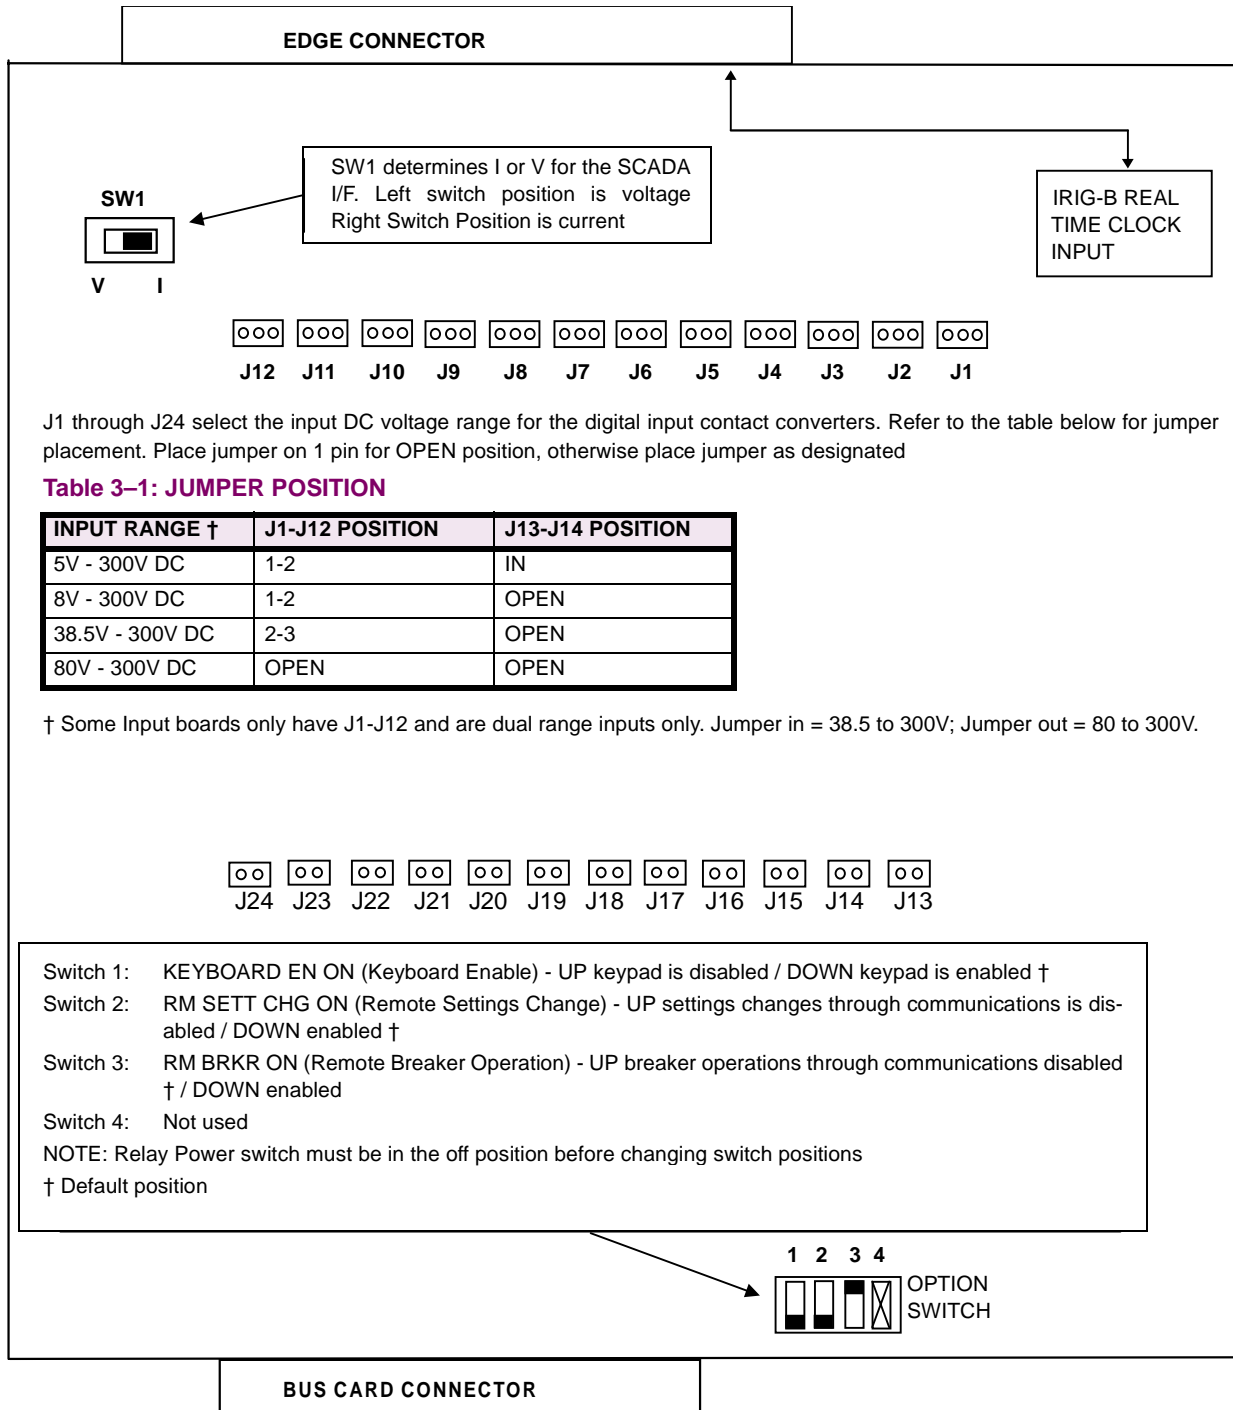 EDGE CONNECTOR
SW1 determines I or V for the SCADA
I/F. Left switch position is voltage
Right Switch Position is current
SW1
V I
IRIG-B REAL
TIME CLOCK
INPUT
J12 J11 J10 J9 J8 J7 J6 J5 J4 J3 J2 J1
J1 through J24 select the input DC voltage range for the digital input contact converters. Refer to the table below for jumper
placement. Place jumper on 1 pin for OPEN position, otherwise place jumper as designated
Table 3–1: JUMPER POSITION
INPUT RANGE † J1-J12 POSITION J13-J14 POSITION
5V - 300V DC 1-2 IN
8V - 300V DC 1-2 OPEN
38.5V - 300V DC 2-3 OPEN
80V - 300V DC OPEN OPEN
† Some Input boards only have J1-J12 and are dual range inputs only. Jumper in = 38.5 to 300V; Jumper out = 80 to 300V.
J24 J23 J22 J21 J20 J19 J18 J17 J16 J15 J14 J13
Switch 1: KEYBOARD EN ON (Keyboard Enable) - UP keypad is disabled / DOWN keypad is enabled †
Switch 2: RM SETT CHG ON (Remote Settings Change) - UP settings changes through communications is dis-
abled / DOWN enabled †
Switch 3: RM BRKR ON (Remote Breaker Operation) - UP breaker operations through communications disabled
† / DOWN enabled
Switch 4: Not used
NOTE: Relay Power switch must be in the off position before changing switch positions
† Default position
1 2 3 4
OPTION
SWITCH
BUS CARD CONNECTOR